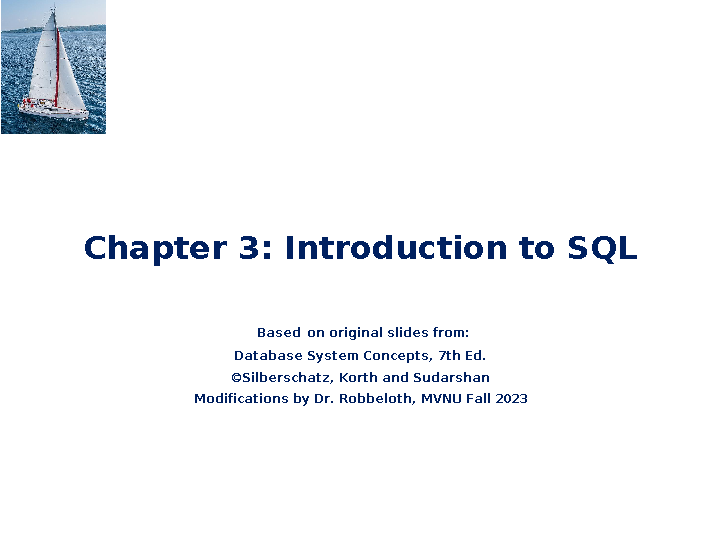 Chapter 3: Introduction to SQL
Based on original slides from:
Database System Concepts, 7th Ed.
©Silberschatz, Korth and Sudarshan
Modifications by Dr. Robbeloth, MVNU Fall 2023